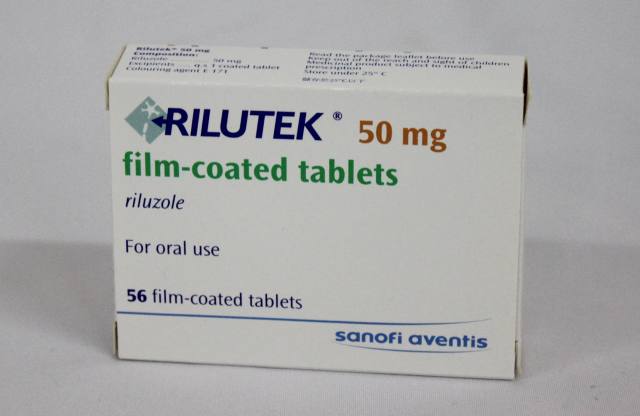 Rilutek® 50 mg
Composition:
Riluzole 50 mg
Excipients q.s 1 coated tablet
Colouring agent E 171
Read the package leaflet before use
Keep out of the reach and sight of children
Medicinal product subject to medical
prescription
Store under 25° C
RILUTEK® 50 mg
film-coated tablets
riluzole
For oral use
56 film-coated tablets
sanofi aventis